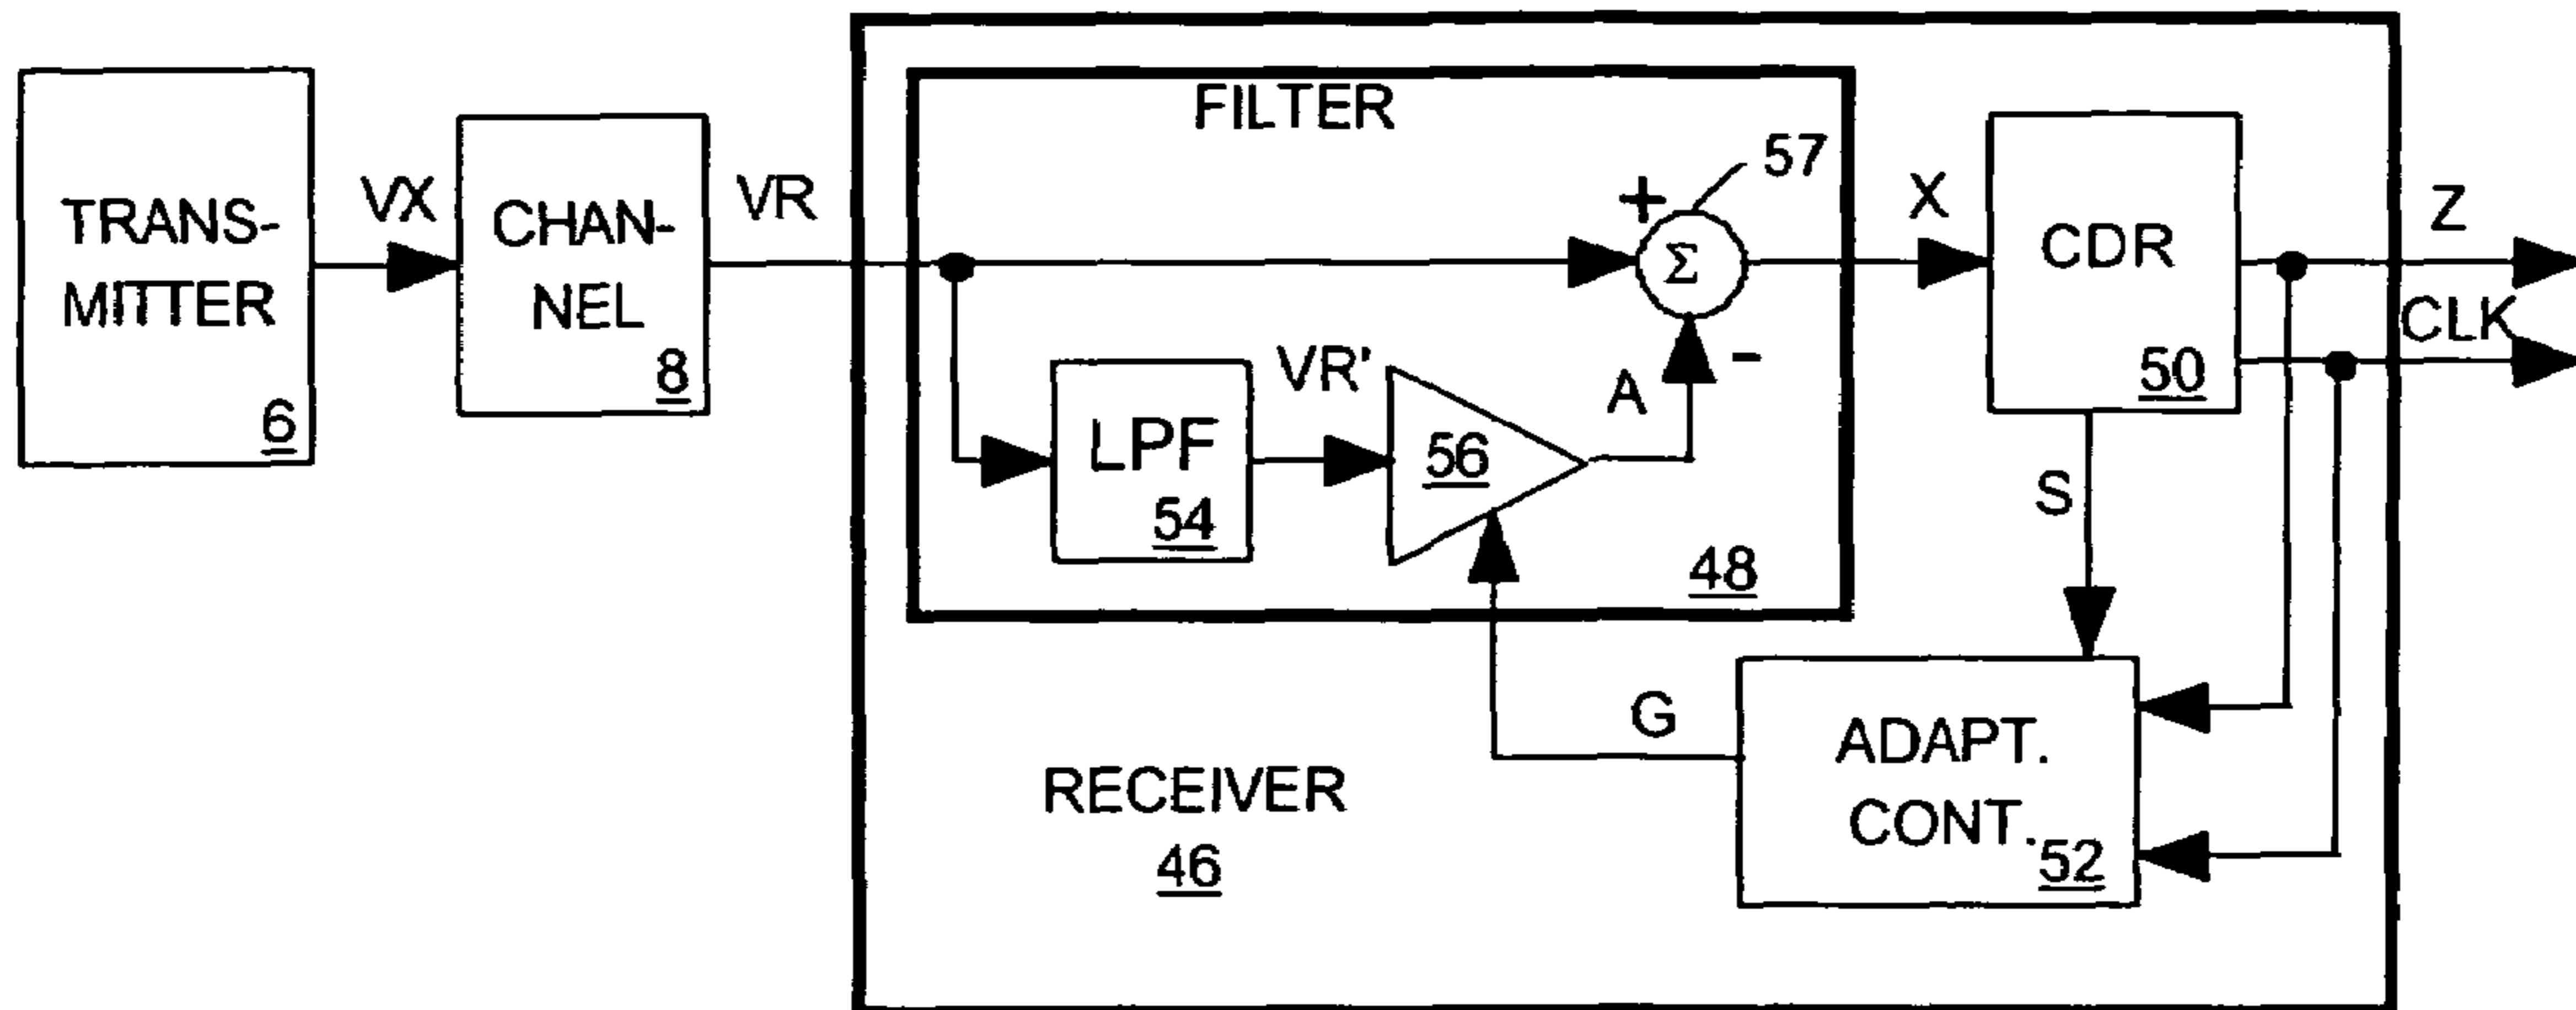 TRANS-
MITTER
6
VX
CHAN-
NEL
8
VR
FILTER
57
+
Σ
-
LPF
54
VR'
56
A
48
X
CDR
50
Z
CLK
S
G
ADAPT.
CONT.
52
RECEIVER
46